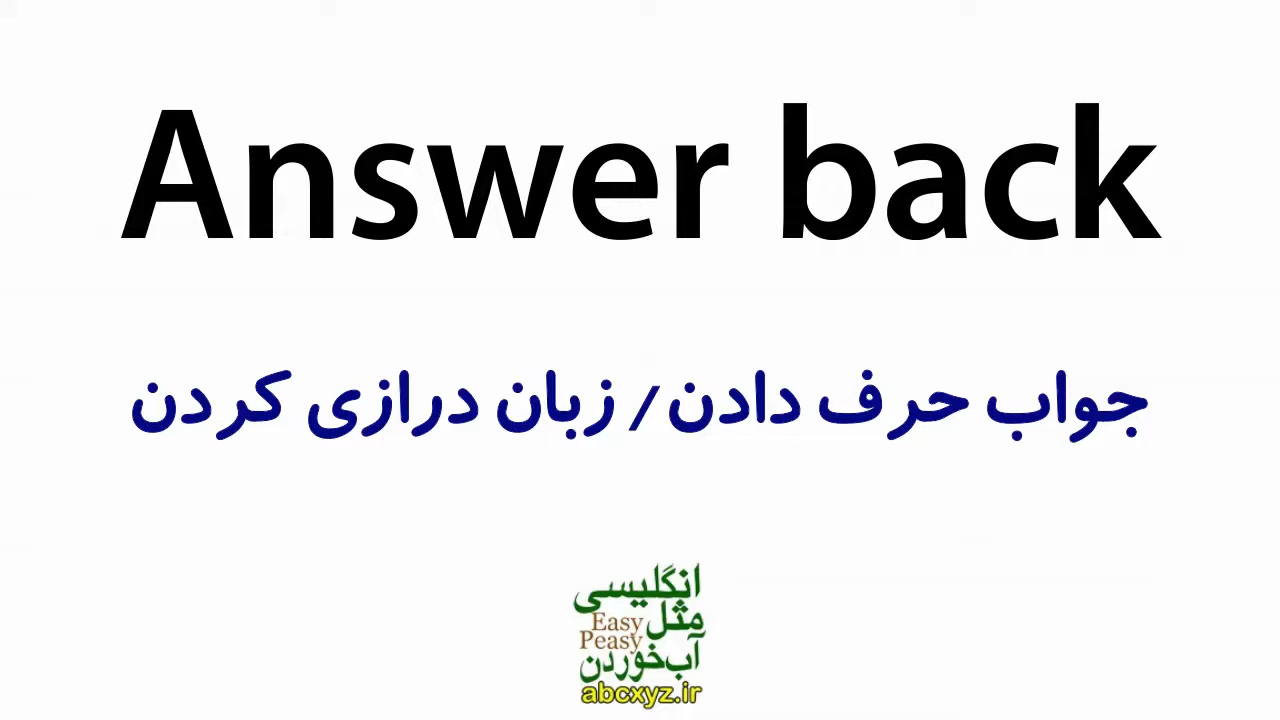 Answer back
جواب حرف دادن/ زبان درازی کردن
انگلیسی
مثل Easy
Peasy
آب‌خوردن
abcxyz.ir